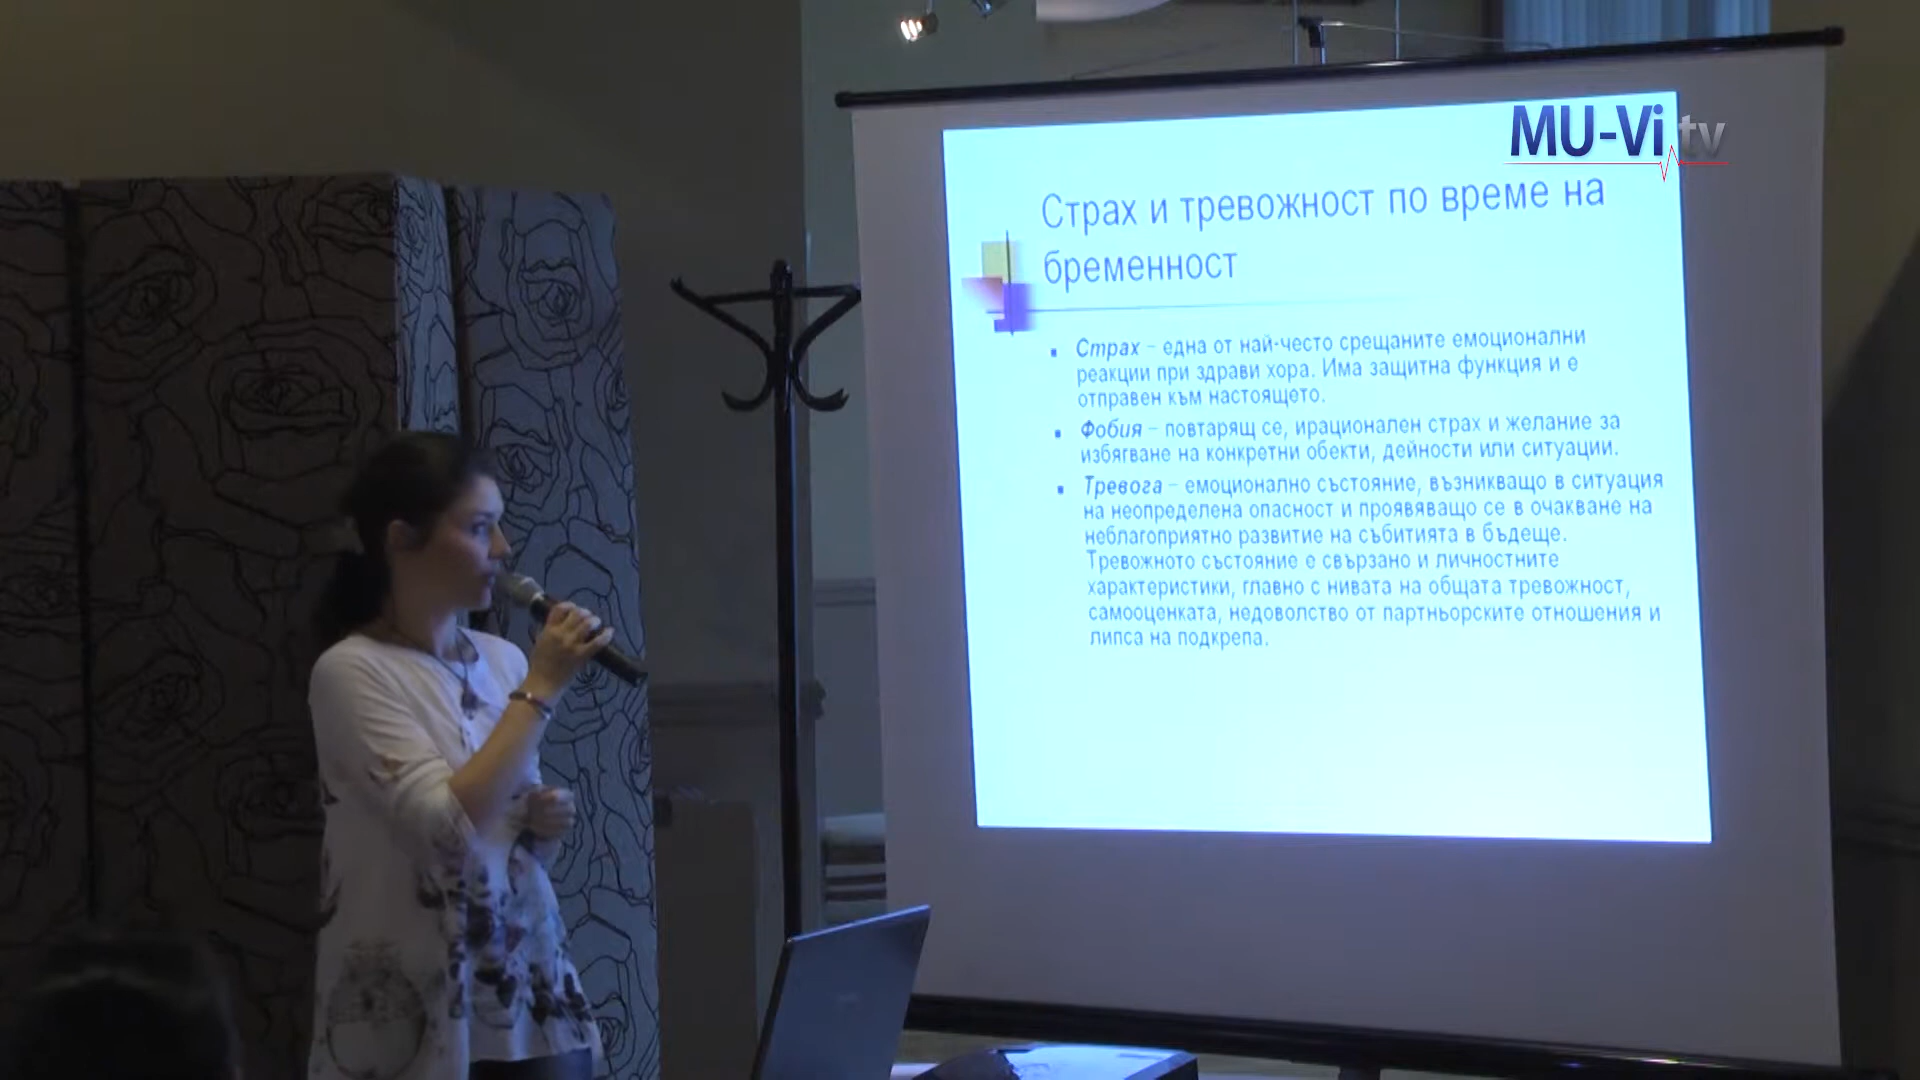 MU-Vi.tv
Страх и тревожност по време на
бременност
Страх – една от най-често срещаните емоционални
реакции при здрави хора. Има защитна функция и е
отправен към настоящето.
Фобия – повтарящ се, ирационален страх и желание за
избягване на конкретни обекти, дейности или ситуации.
Тревога – емоционално състояние, възникващо в ситуация
на неопределена опасност и проявяващо се в очакване на
неблагоприятно развитие на събитията в бъдеще.
Тревожното състояние е свързано и личностните
характеристики, главно с нивата на общата тревожност,
самооценката, недоволство от партньорските отношения и
липса на подкрепа.